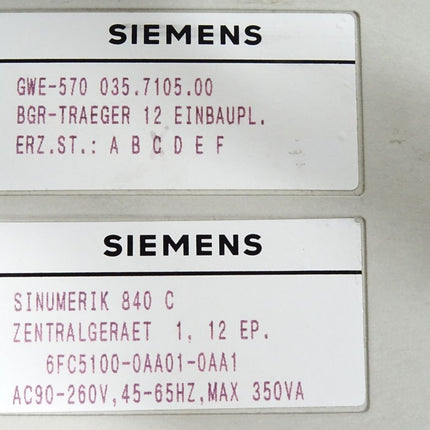 SIEMENS
GWE-570 035.7105.00
BGR-TRAEGER 12 EINBAUPL.
ERZ.ST.: A B C D E F
SIEMENS
SINUMERIK 840 C
ZENTRALGERAET 1, 12 EP.
6FC5100-0AA01-0AA1
AC90-260V,45-65HZ,MAX 350VA